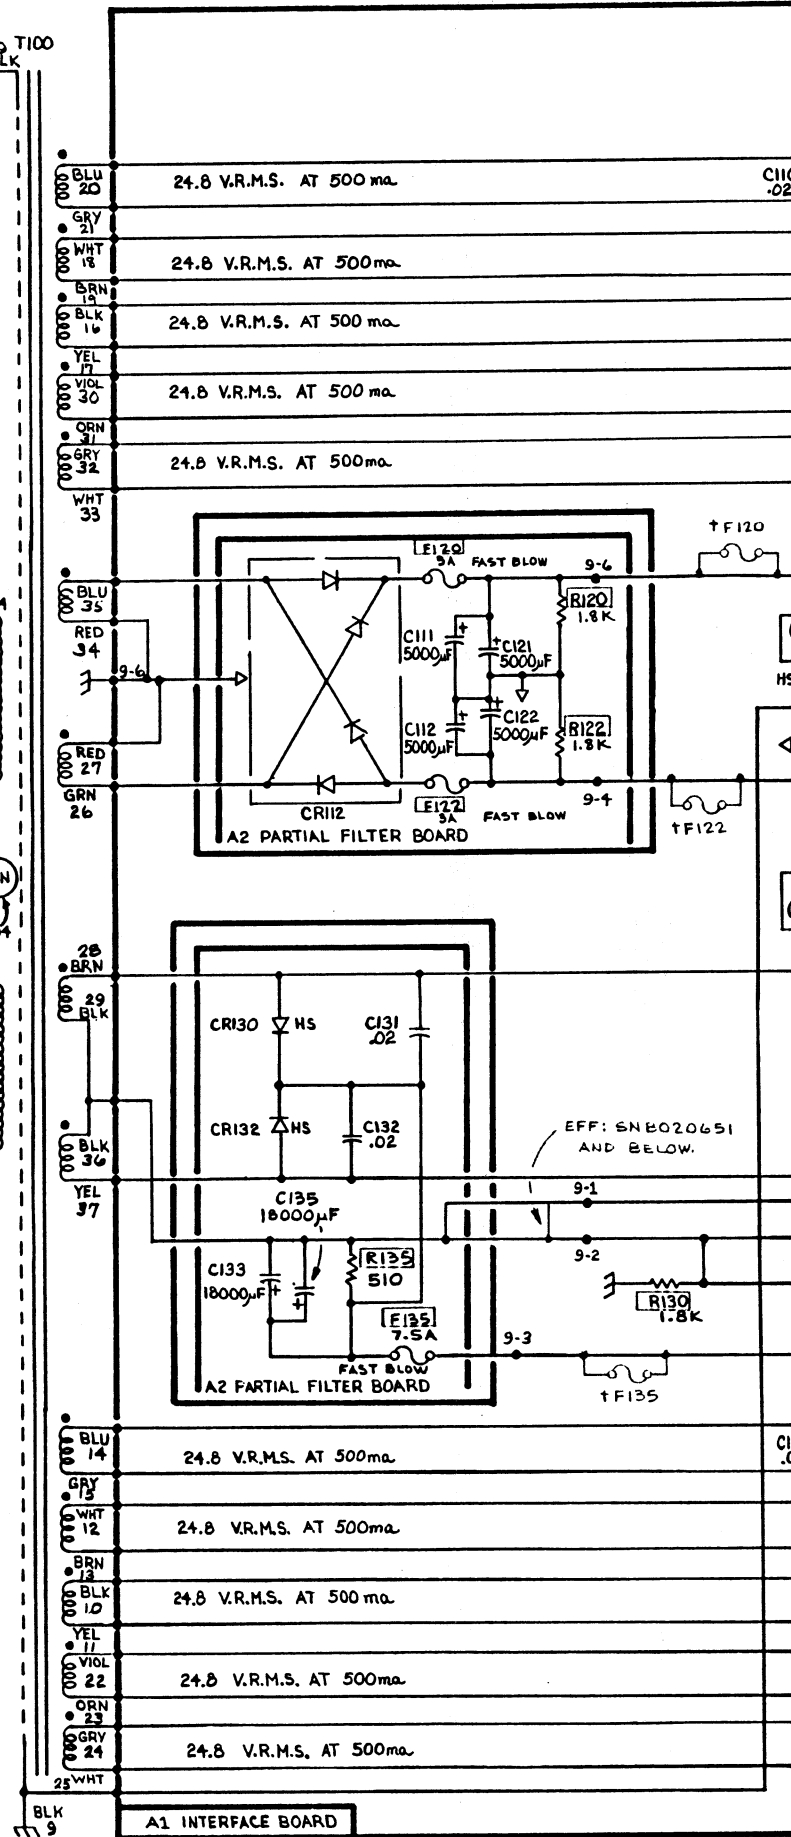 T100
BLU
20
24.8 V.R.M.S. AT 500 ma
.02
GRY
21
WHT
18
24.8 V.R.M.S. AT 500ma
BRN
19
BLK
16
24.8 V.R.M.S. AT 500 ma
YEL
17
VIOL
30
24.8 V.R.M.S. AT 500 ma
ORN
31
GRY
32
24.8 V.R.M.S. AT 500ma
WHT
33
F120
9A
FAST BLOW
9-6
† F120
BLU
35
R120
1.8K
RED
34
C111
5000µF
C121
5000µF
9-6
HS
RED
27
C112
5000µF
C122
5000µF
R122
1.8K
GRN
26
CR112
F122
9A
FAST BLOW
9-4
† F122
A2 PARTIAL FILTER BOARD
N
28
BRN
29
BLK
CR130
HS
C131
.02
CR132
HS
C132
.02
EFF: SN B020651
AND BELOW.
BLK
36
YEL
37
C135
18000µF
9-1
9-2
C133
18000µF
R135
510
R130
1.8K
F135
7.5A
9-3
FAST BLOW
† F135
A2 PARTIAL FILTER BOARD
BLU
14
24.8 V.R.M.S. AT 500ma
GRY
15
WHT
12
24.8 V.R.M.S. AT 500ma
BRN
13
BLK
10
24.8 V.R.M.S. AT 500 ma
YEL
11
VIOL
22
24.8 V.R.M.S. AT 500ma
ORN
23
GRY
24
24.8 V.R.M.S. AT 500ma
25 WHT
BLK
9
A1 INTERFACE BOARD